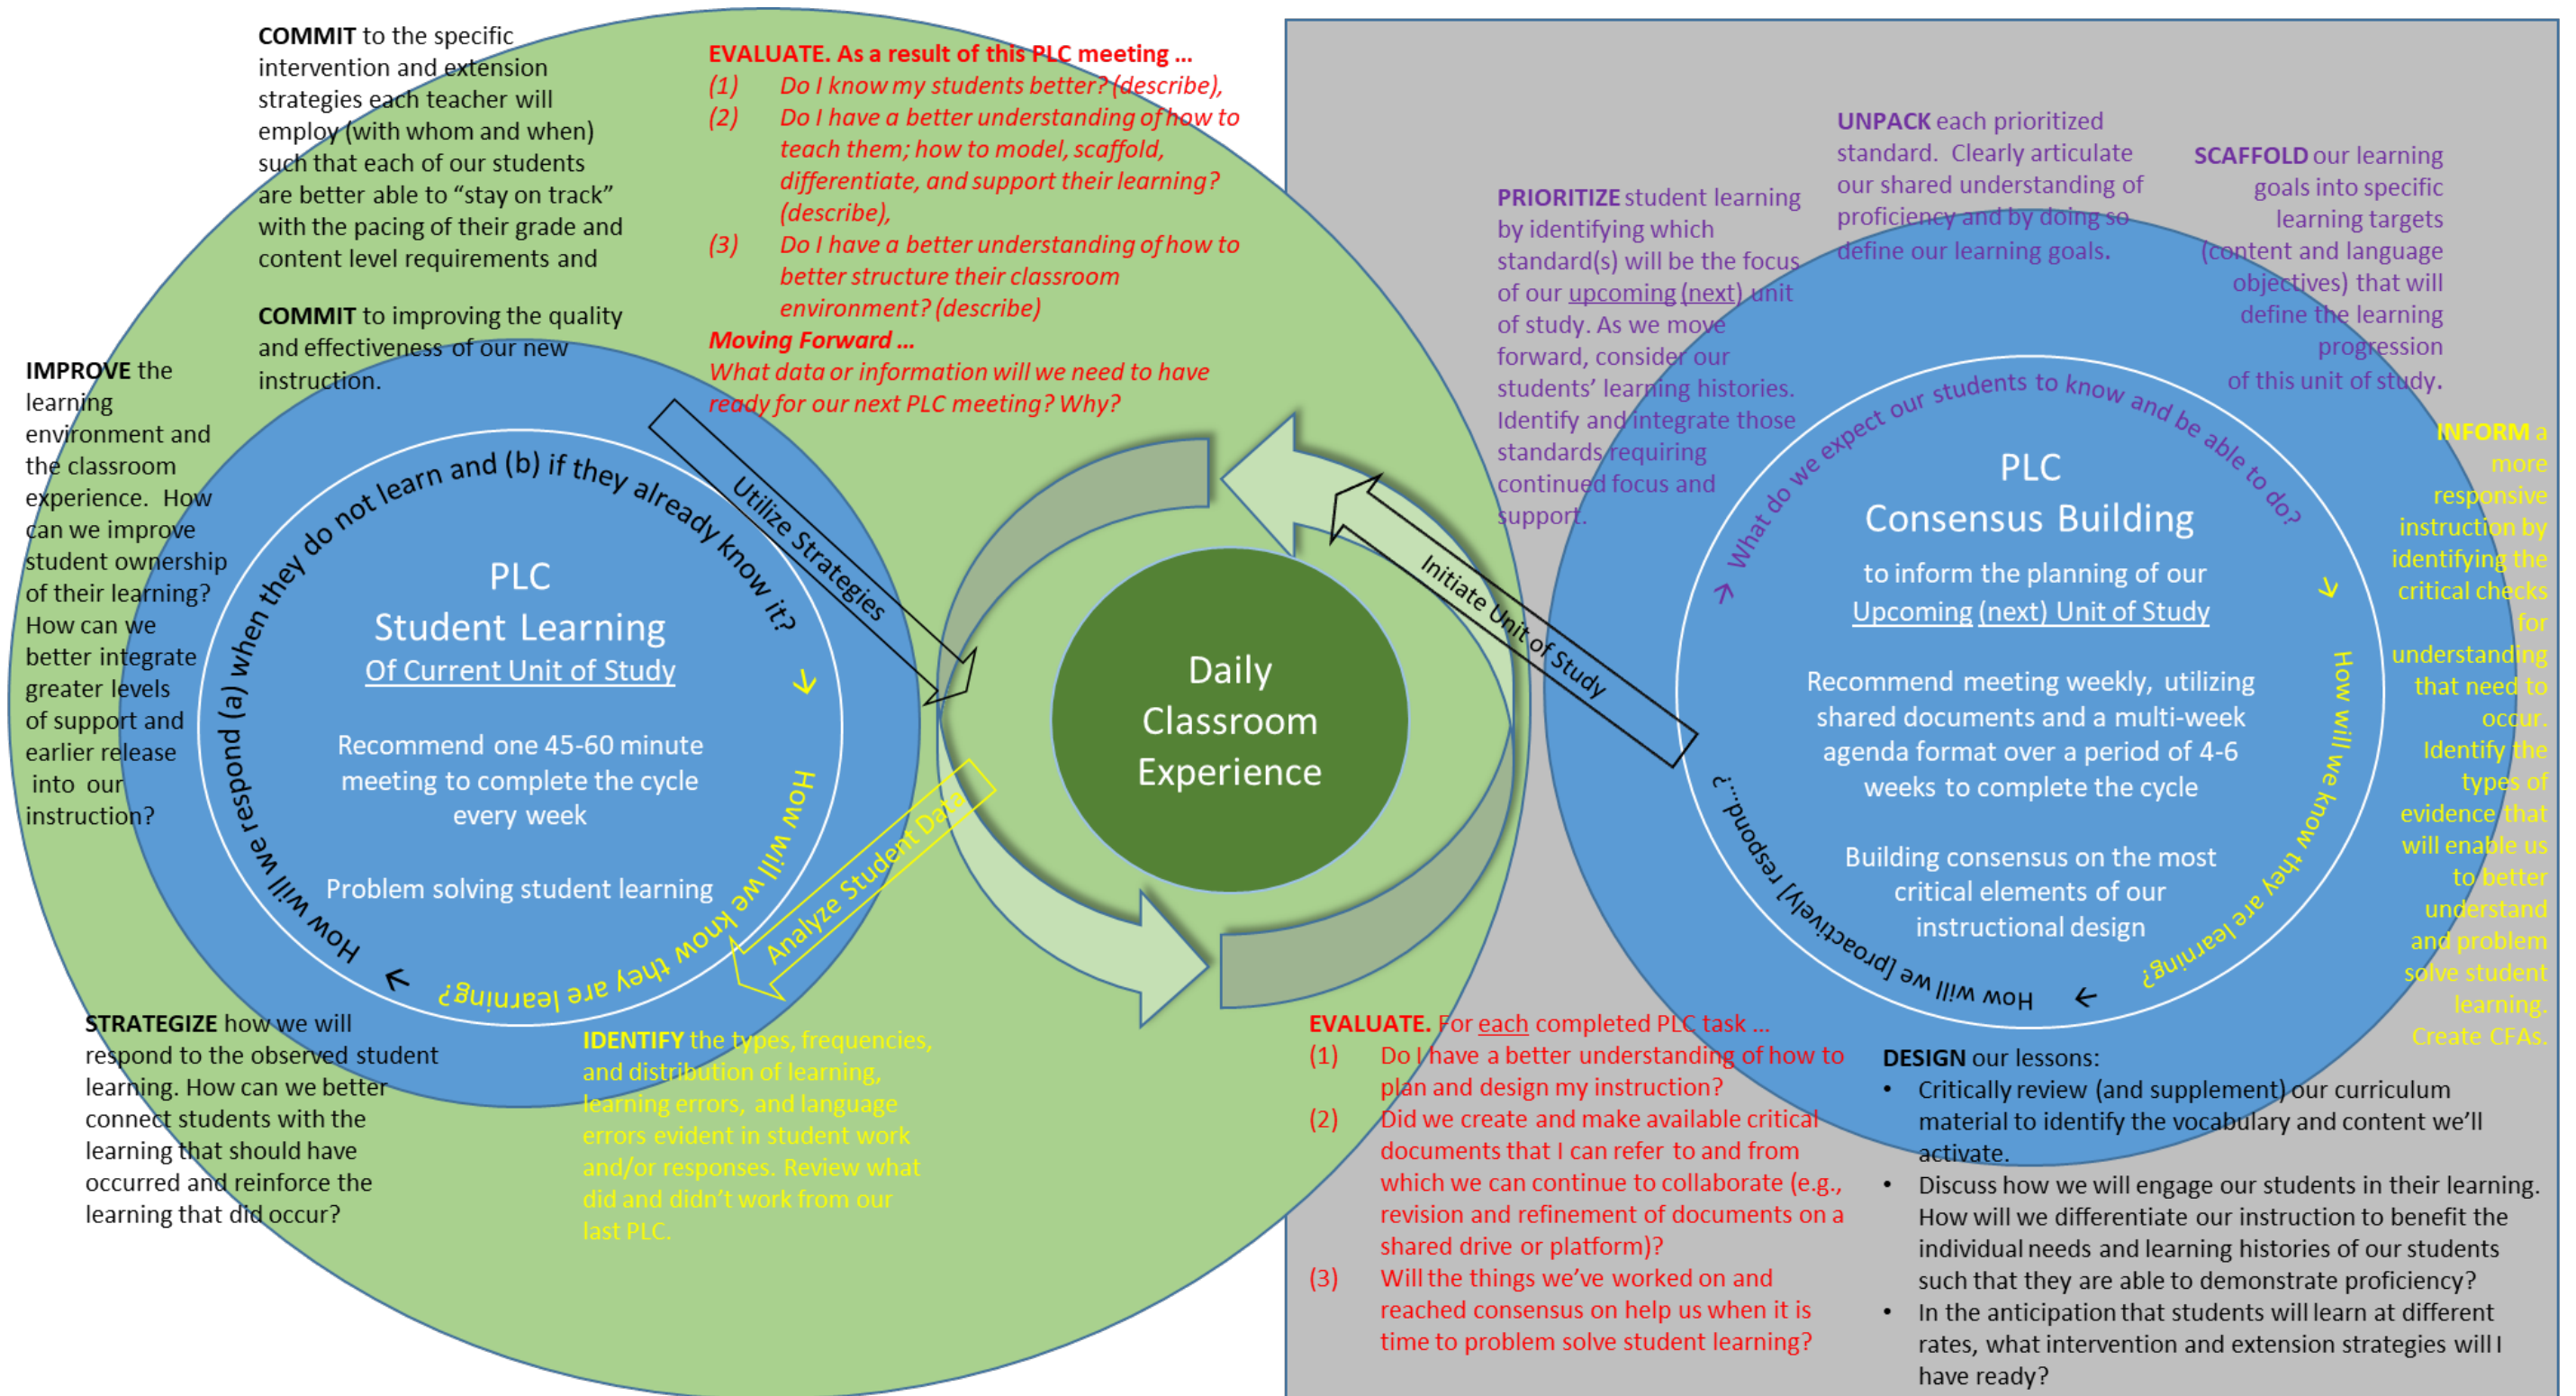 COMMIT to the specific
intervention and extension
strategies each teacher will
employ (with whom and when)
such that each of our students
are better able to “stay on track”
with the pacing of their grade and
content level requirements and
COMMIT to improving the quality
and effectiveness of our new
instruction.
EVALUATE. As a result of this PLC meeting ...
(1) Do I know my students better? (describe),
(2) Do I have a better understanding of how to
teach them; how to model, scaffold,
differentiate, and support their learning?
(describe),
(3) Do I have a better understanding of how to
better structure their classroom
environment? (describe)
Moving Forward ...
What data or information will we need to have
ready for our next PLC meeting? Why?
IMPROVE the
learning
environment and
the classroom
experience. How
can we improve
student ownership
of their learning?
How can we
better integrate
greater levels
of support and
earlier release
into our
instruction?
How will we respond (a) when they do not learn and (b) if they already know it?
PLC
Student Learning
Of Current Unit of Study
Recommend one 45-60 minute
meeting to complete the cycle
every week
Problem solving student learning
How will we know they are learning?
STRATEGIZE how we will
respond to the observed student
learning. How can we better
connect students with the
learning that should have
occurred and reinforce the
learning that did occur?
IDENTIFY the types, frequencies,
and distribution of learning,
learning errors, and language
errors evident in student work
and/or responses. Review what
did and didn’t work from our
last PLC.
Utilize Strategies
Analyze Student Data
Daily
Classroom
Experience
Initiate Unit of Study
PRIORITIZE student learning
by identifying which
standard(s) will be the focus
of our upcoming (next) unit
of study. As we move
forward, consider our
students’ learning histories.
Identify and integrate those
standards requiring
continued focus and
support.
UNPACK each prioritized
standard. Clearly articulate
our shared understanding of
proficiency and by doing so
define our learning goals.
SCAFFOLD our learning
goals into specific
learning targets
(content and language
objectives) that will
define the learning
progression
of this unit of study.
What do we expect our students to know and be able to do?
PLC
Consensus Building
to inform the planning of our
Upcoming (next) Unit of Study
Recommend meeting weekly, utilizing
shared documents and a multi-week
agenda format over a period of 4-6
weeks to complete the cycle
Building consensus on the most
critical elements of our
instructional design
How will we know they are learning?
How will we [proactively] respond....?
INFORM a
more
responsive
instruction by
identifying the
critical checks
for
understanding
that need to
occur.
Identify the
types of
evidence that
will enable us
to better
understand
and problem
solve student
learning.
Create CFAs.
EVALUATE. For each completed PLC task ...
(1) Do I have a better understanding of how to
plan and design my instruction?
(2) Did we create and make available critical
documents that I can refer to and from
which we can continue to collaborate (e.g.,
revision and refinement of documents on a
shared drive or platform)?
(3) Will the things we’ve worked on and
reached consensus on help us when it is
time to problem solve student learning?
DESIGN our lessons:
• Critically review (and supplement) our curriculum
material to identify the vocabulary and content we’ll
activate.
• Discuss how we will engage our students in their learning.
How will we differentiate our instruction to benefit the
individual needs and learning histories of our students
such that they are able to demonstrate proficiency?
• In the anticipation that students will learn at different
rates, what intervention and extension strategies will I
have ready?